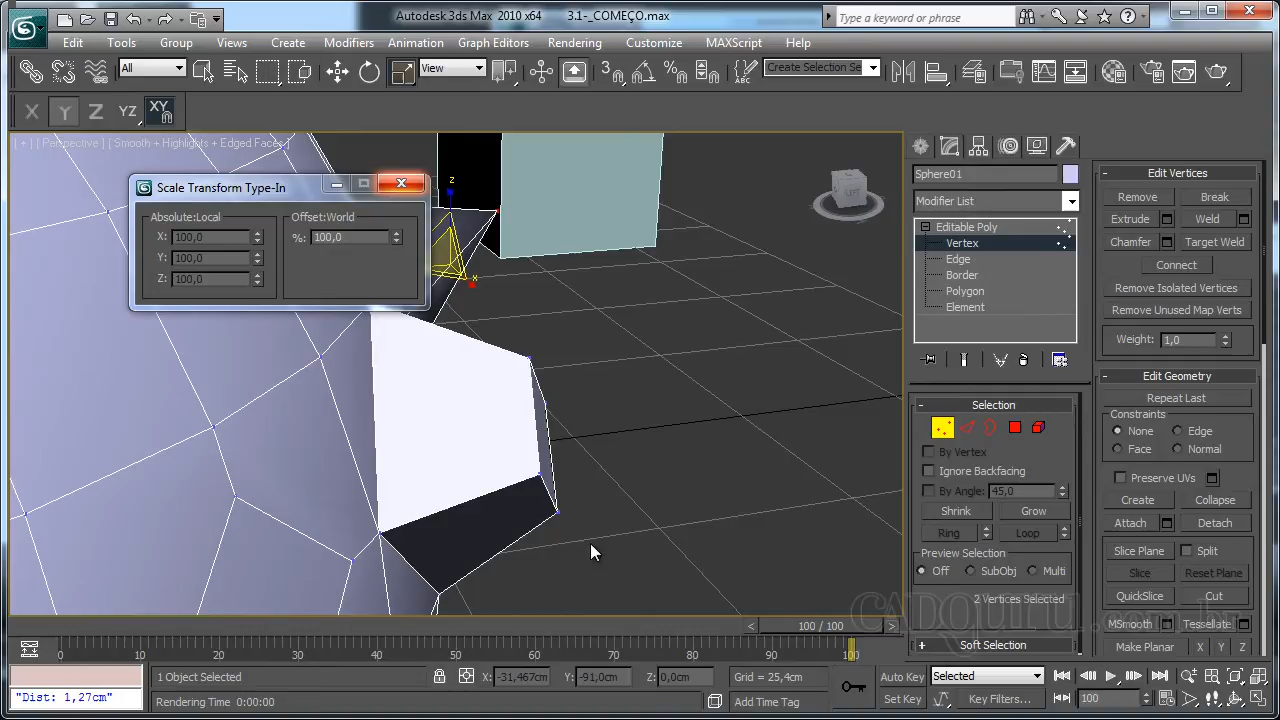 Autodesk 3ds Max 2010 x64 3.1-_COMEÇO.max
Type a keyword or phrase
Edit Tools Group Views Create Modifiers Animation Graph Editors Rendering Customize MAXScript Help
All View Create Selection Se
X Y Z YZ XY
[ + ] [ Perspective ] [ Smooth + Highlights + Edged Faces ]
Scale Transform Type-In
Absolute:Local Offset:World
X: 100,0 %: 100,0
Y: 100,0
Z: 100,0
z
x
LEFT
Sphere01
Modifier List
Editable Poly
Vertex
Edge
Border
Polygon
Element
Selection
By Vertex
Ignore Backfacing
By Angle: 45,0
Shrink Grow
Ring Loop
Preview Selection
Off SubObj Multi
2 Vertices Selected
Soft Selection
Edit Vertices
Remove Break
Extrude Weld
Chamfer Target Weld
Connect
Remove Isolated Vertices
Remove Unused Map Verts
Weight: 1,0
Edit Geometry
Repeat Last
Constraints
None Edge
Face Normal
Preserve UVs
Create Collapse
Attach Detach
Slice Plane Split
Slice Reset Plane
QuickSlice Cut
MSmooth Tessellate
Make Planar X Y Z
CADGuru.com.br
< 100 / 100 >
0 10 20 30 40 50 60 70 80 90 100
1 Object Selected X: -31,467cm Y: -91,0cm Z: 0,0cm Grid = 25,4cm Auto Key Selected
"Dist: 1,27cm" Rendering Time 0:00:00 Add Time Tag Set Key Key Filters... 100